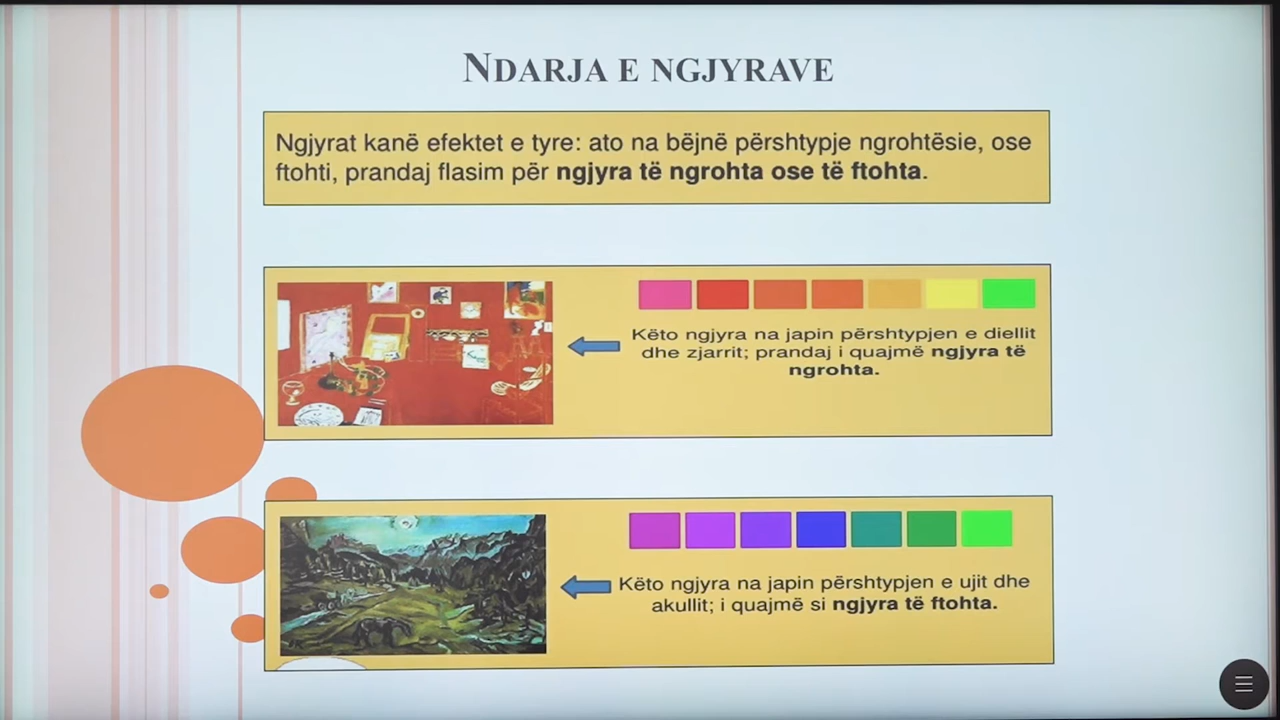 NDARJA E NGJYRAVE
Ngjyrat kanë efektet e tyre: ato na bëjnë përshtypje ngrohtësie, ose
ftohti, prandaj flasim për ngjyra të ngrohta ose të ftohta.
Këto ngjyra na japin përshtypjen e diellit
dhe zjarrit; prandaj i quajmë ngjyra të
ngrohta.
Këto ngjyra na japin përshtypjen e ujit dhe
akullit; i quajmë si ngjyra të ftohta.